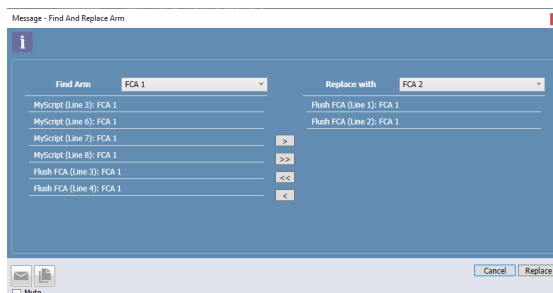 Message - Find And Replace Arm
i
Find Arm FCA 1 Replace with FCA 2
MyScript (Line 3): FCA 1
MyScript (Line 6): FCA 1
MyScript (Line 7): FCA 1
MyScript (Line 8): FCA 1
Flush FCA (Line 3): FCA 1
Flush FCA (Line 4): FCA 1
>
>>
<<
<
Flush FCA (Line 1): FCA 1
Flush FCA (Line 2): FCA 1
Cancel Replace
Mute